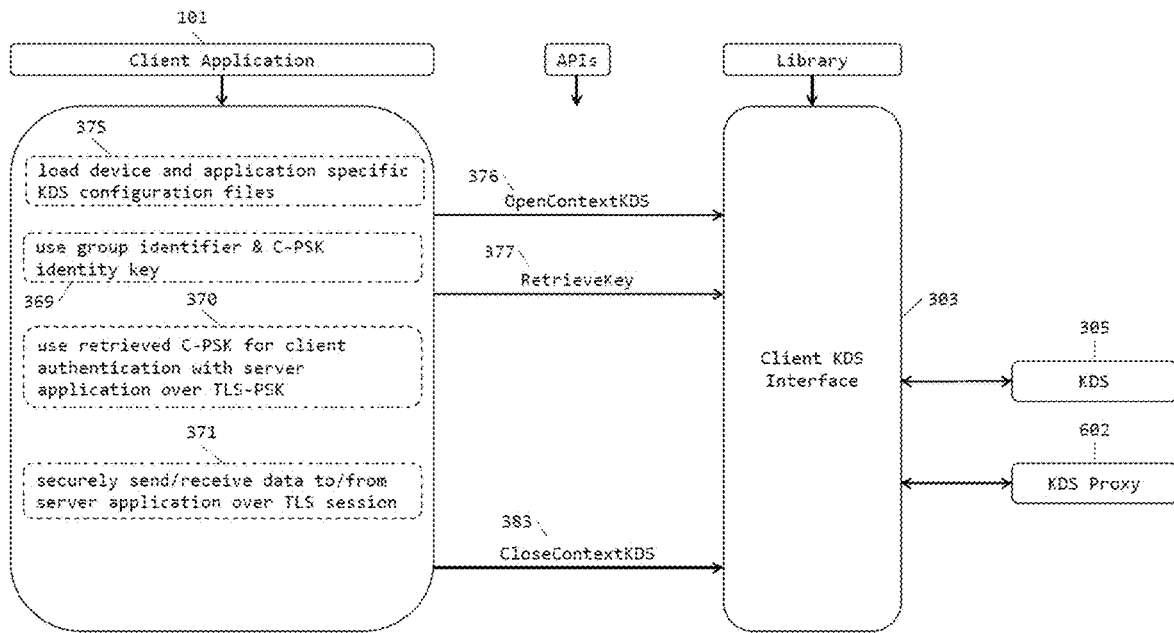 101
Client Application
APIs
Library
375
load device and application specific
KDS configuration files
376
OpenContextKDS
use group identifier & C-PSK
identity key
377
RetrieveKey
369
370
303
use retrieved C-PSK for client
authentication with server
application over TLS-PSK
Client KDS
Interface
305
KDS
371
602
securely send/receive data to/from
server application over TLS session
KDS Proxy
383
CloseContextKDS